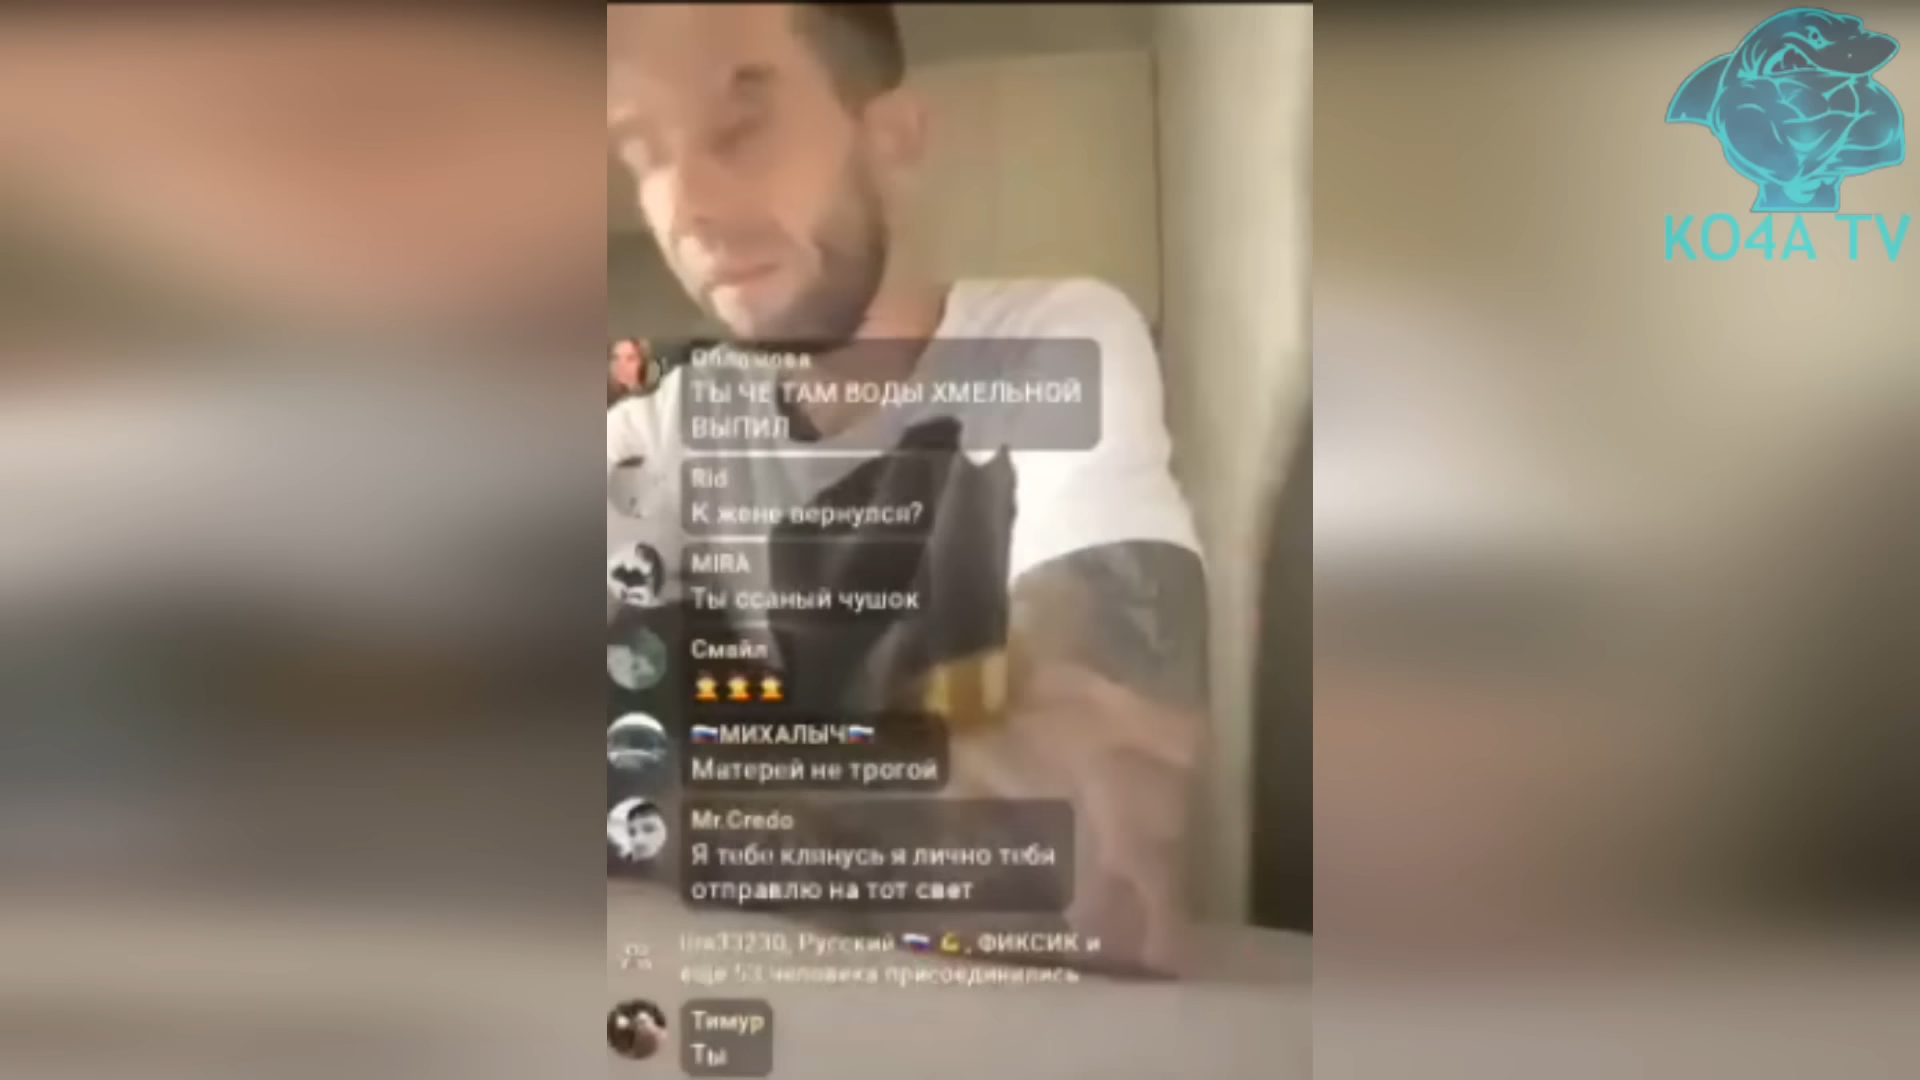 KO4A TV
Обломова
ТЫ ЧЕ ТАМ ВОДЫ ХМЕЛЬНОЙ
ВЫПИЛ
Rid
К жене вернулся?
MIRA
Ты ссаный чушок
Смайл
МИХАЛЫЧ
Матерей не трогой
Mr.Credo
Я тебе клянусь я лично тебя
отправлю на тот свет
Русский, ФИКСИК и
еще 53 человека присоединились
Тимур
Ты